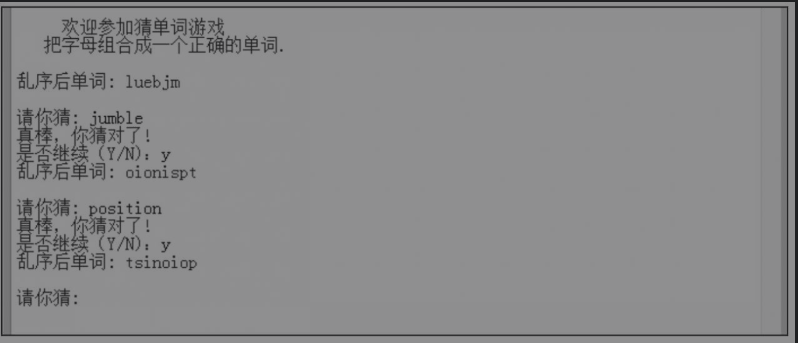 欢迎参加猜单词游戏
把字母组合成一个正确的单词.
乱序后单词: luebjm
请你猜: jumble
真棒, 你猜对了!
是否继续（Y/N）: y
乱序后单词: oionispt
请你猜: position
真棒, 你猜对了!
是否继续（Y/N）: y
乱序后单词: tsinoiop
请你猜: